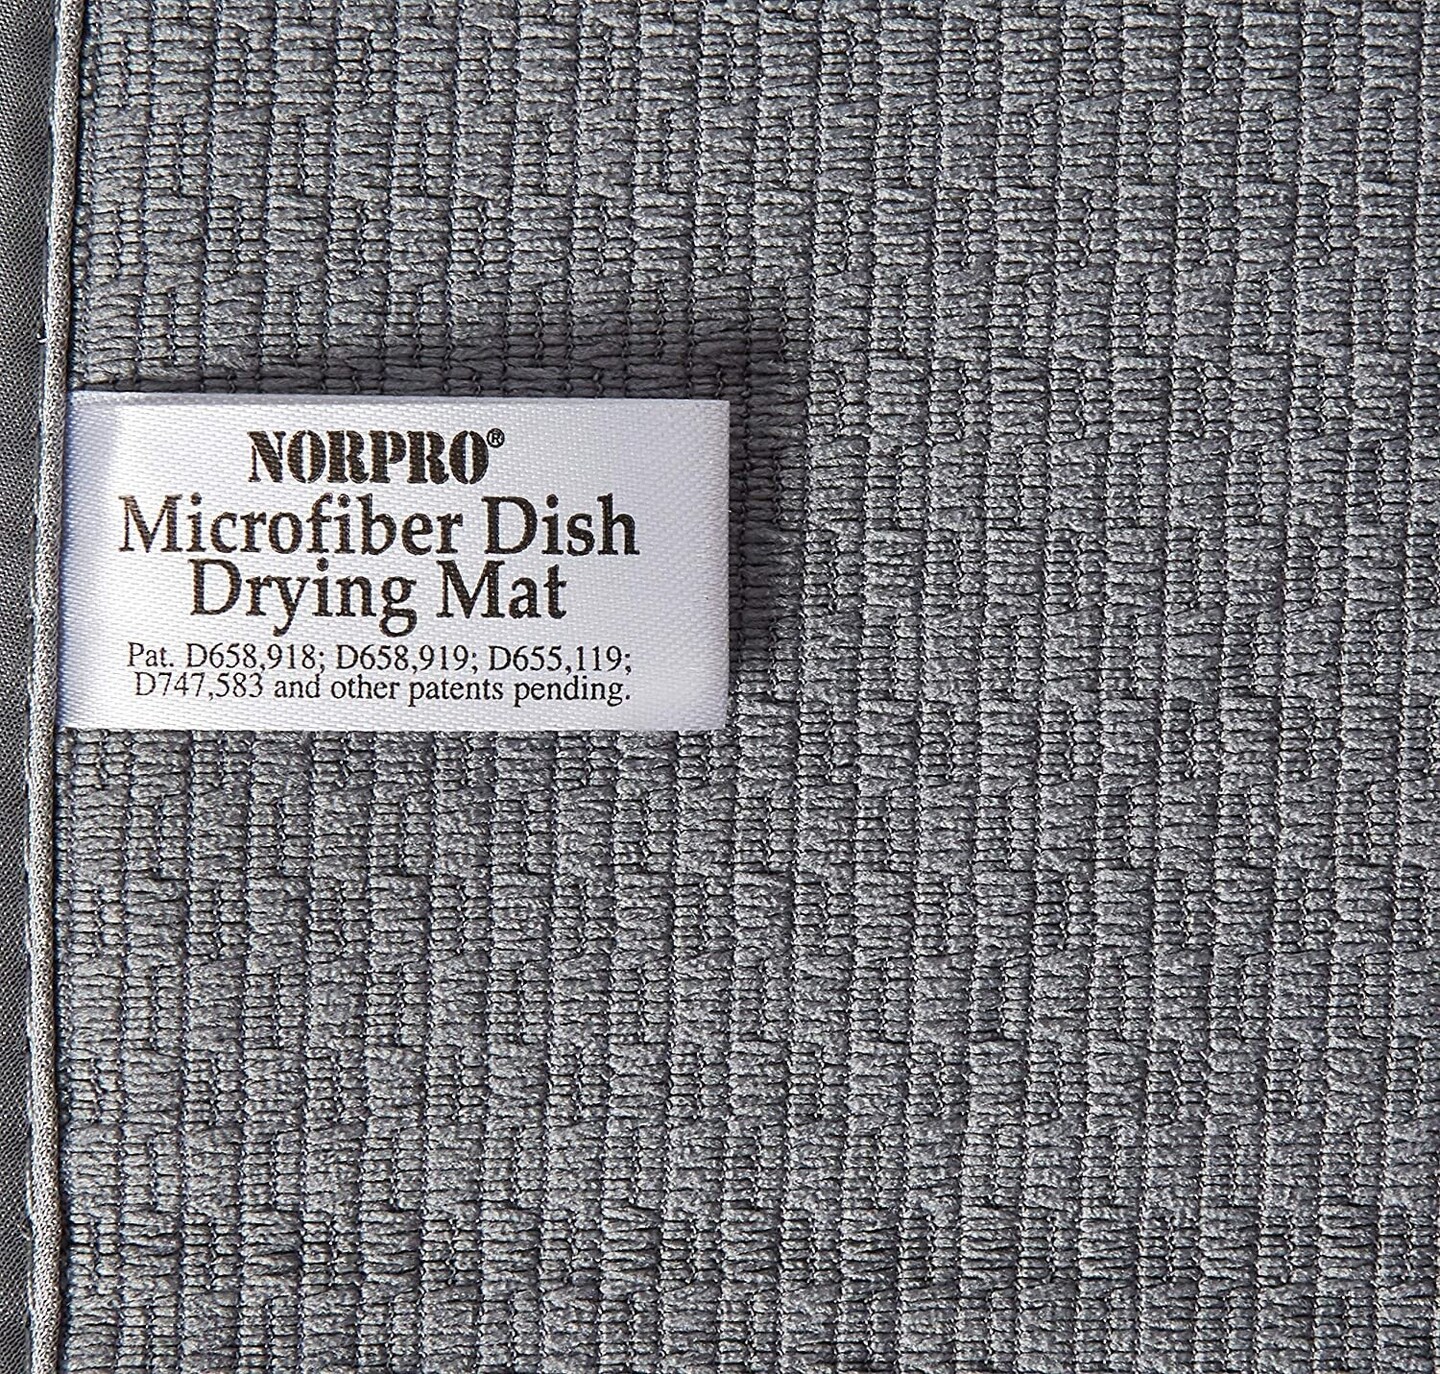 NORPRO®
Microfiber Dish
Drying Mat
Pat. D658,918; D658,919; D655,119;
D747,583 and other patents pending.